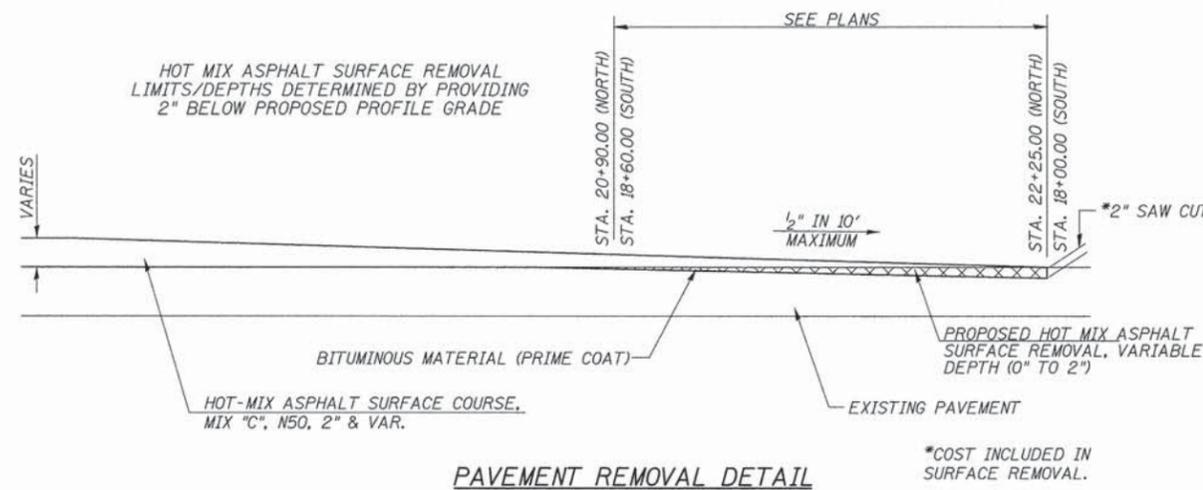 SEE PLANS
HOT MIX ASPHALT SURFACE REMOVAL
LIMITS/DEPTHS DETERMINED BY PROVIDING
2" BELOW PROPOSED PROFILE GRADE
VARIES
STA. 20+90.00 (NORTH)
STA. 18+60.00 (SOUTH)
STA. 22+25.00 (NORTH)
STA. 18+00.00 (SOUTH)
*2" SAW CUT
1/2" IN 10'
MAXIMUM
BITUMINOUS MATERIAL (PRIME COAT)
PROPOSED HOT MIX ASPHALT
SURFACE REMOVAL, VARIABLE
DEPTH (0" TO 2")
HOT-MIX ASPHALT SURFACE COURSE,
MIX "C", N50, 2" & VAR.
EXISTING PAVEMENT
*COST INCLUDED IN
SURFACE REMOVAL.
PAVEMENT REMOVAL DETAIL